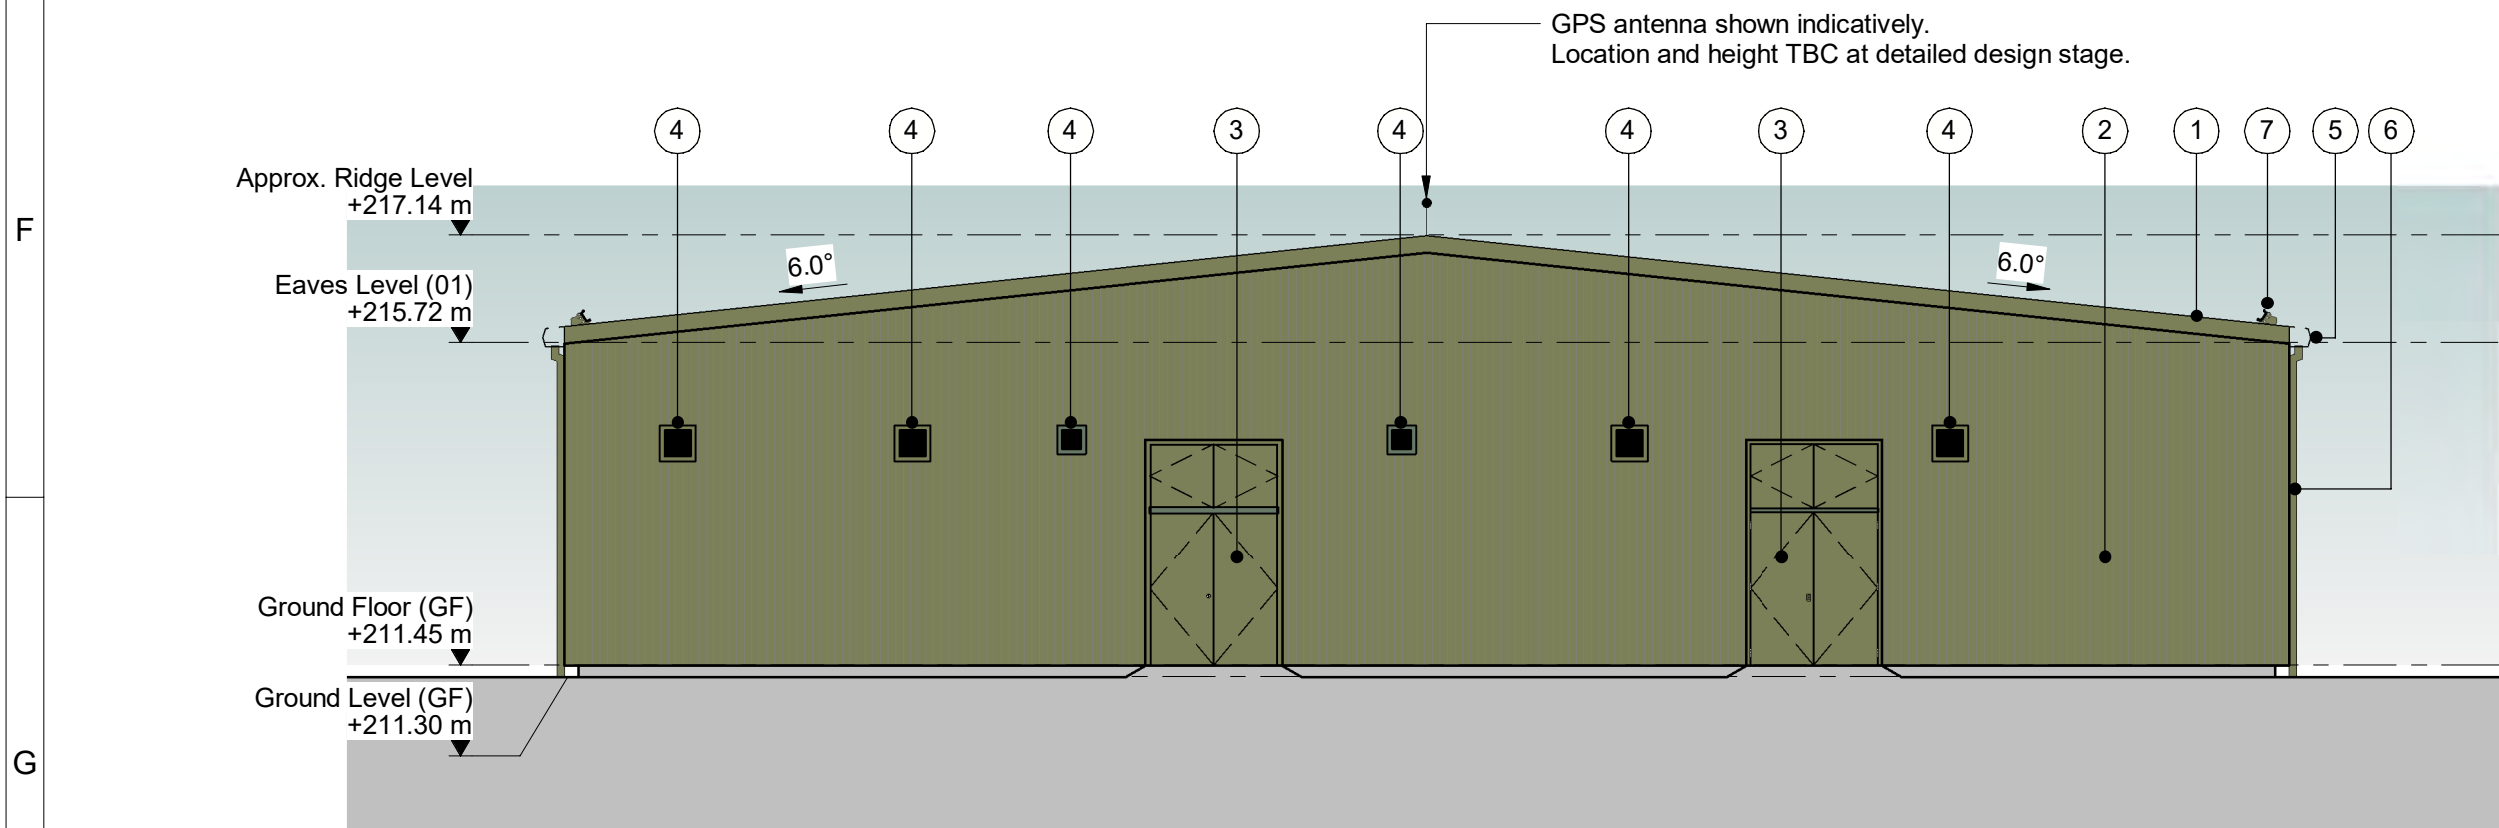 GPS antenna shown indicatively.
Location and height TBC at detailed design stage.
4 4 4 3 4 4 3 4 2 1 7 5 6
Approx. Ridge Level
+217.14 m
F
6.0° 6.0°
Eaves Level (01)
+215.72 m
Ground Floor (GF)
+211.45 m
Ground Level (GF)
+211.30 m
G